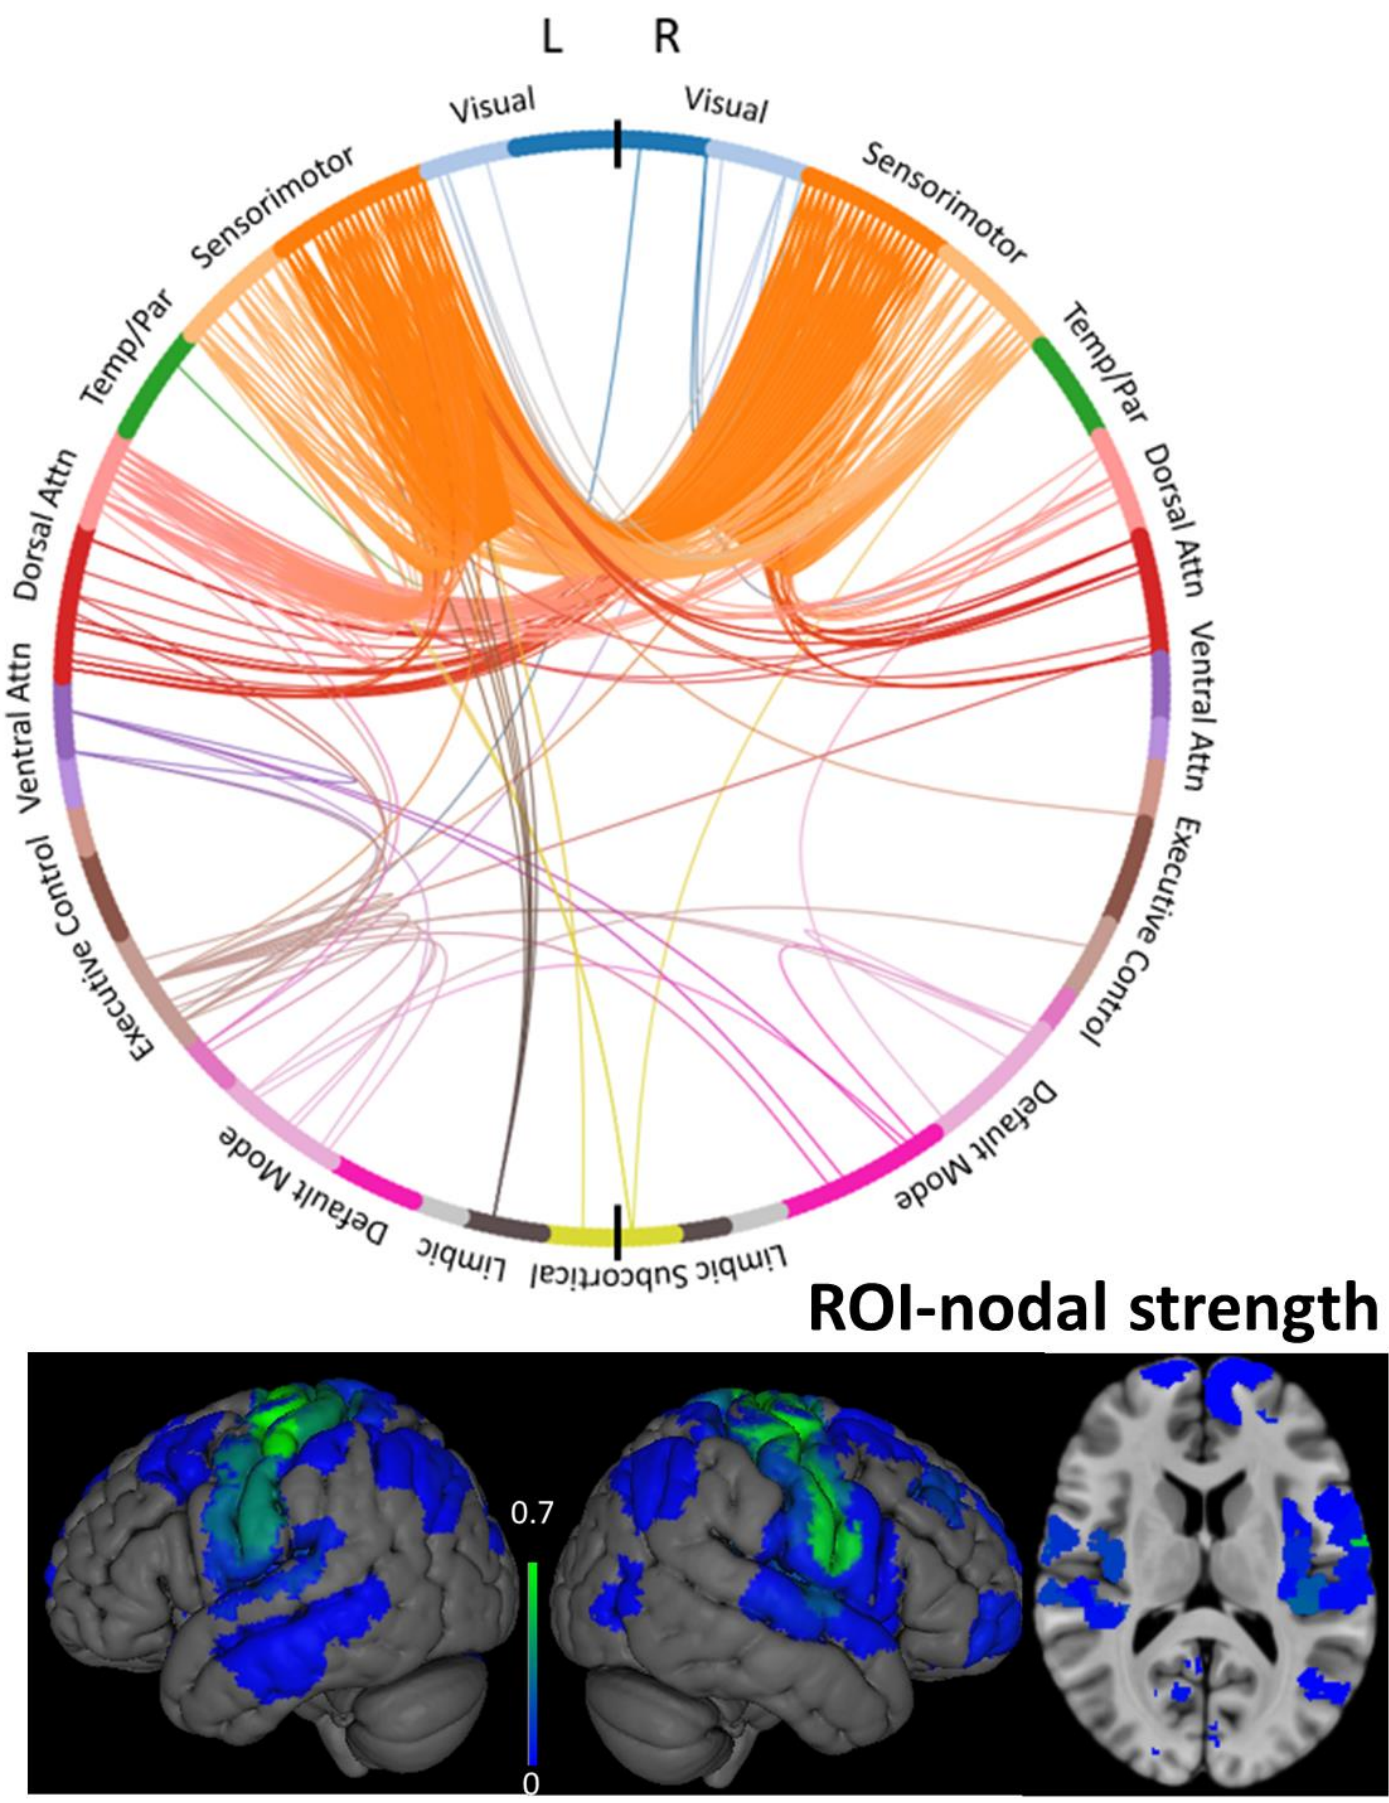 L R
Visual
Visual
Sensorimotor
Sensorimotor
Temp/Par
Temp/Par
Dorsal Attn
Dorsal Attn
Ventral Attn
Ventral Attn
Executive Control
Executive Control
Default Mode
Default Mode
Limbic
Subcortical
Limbic
ROI-nodal strength
0.7
0